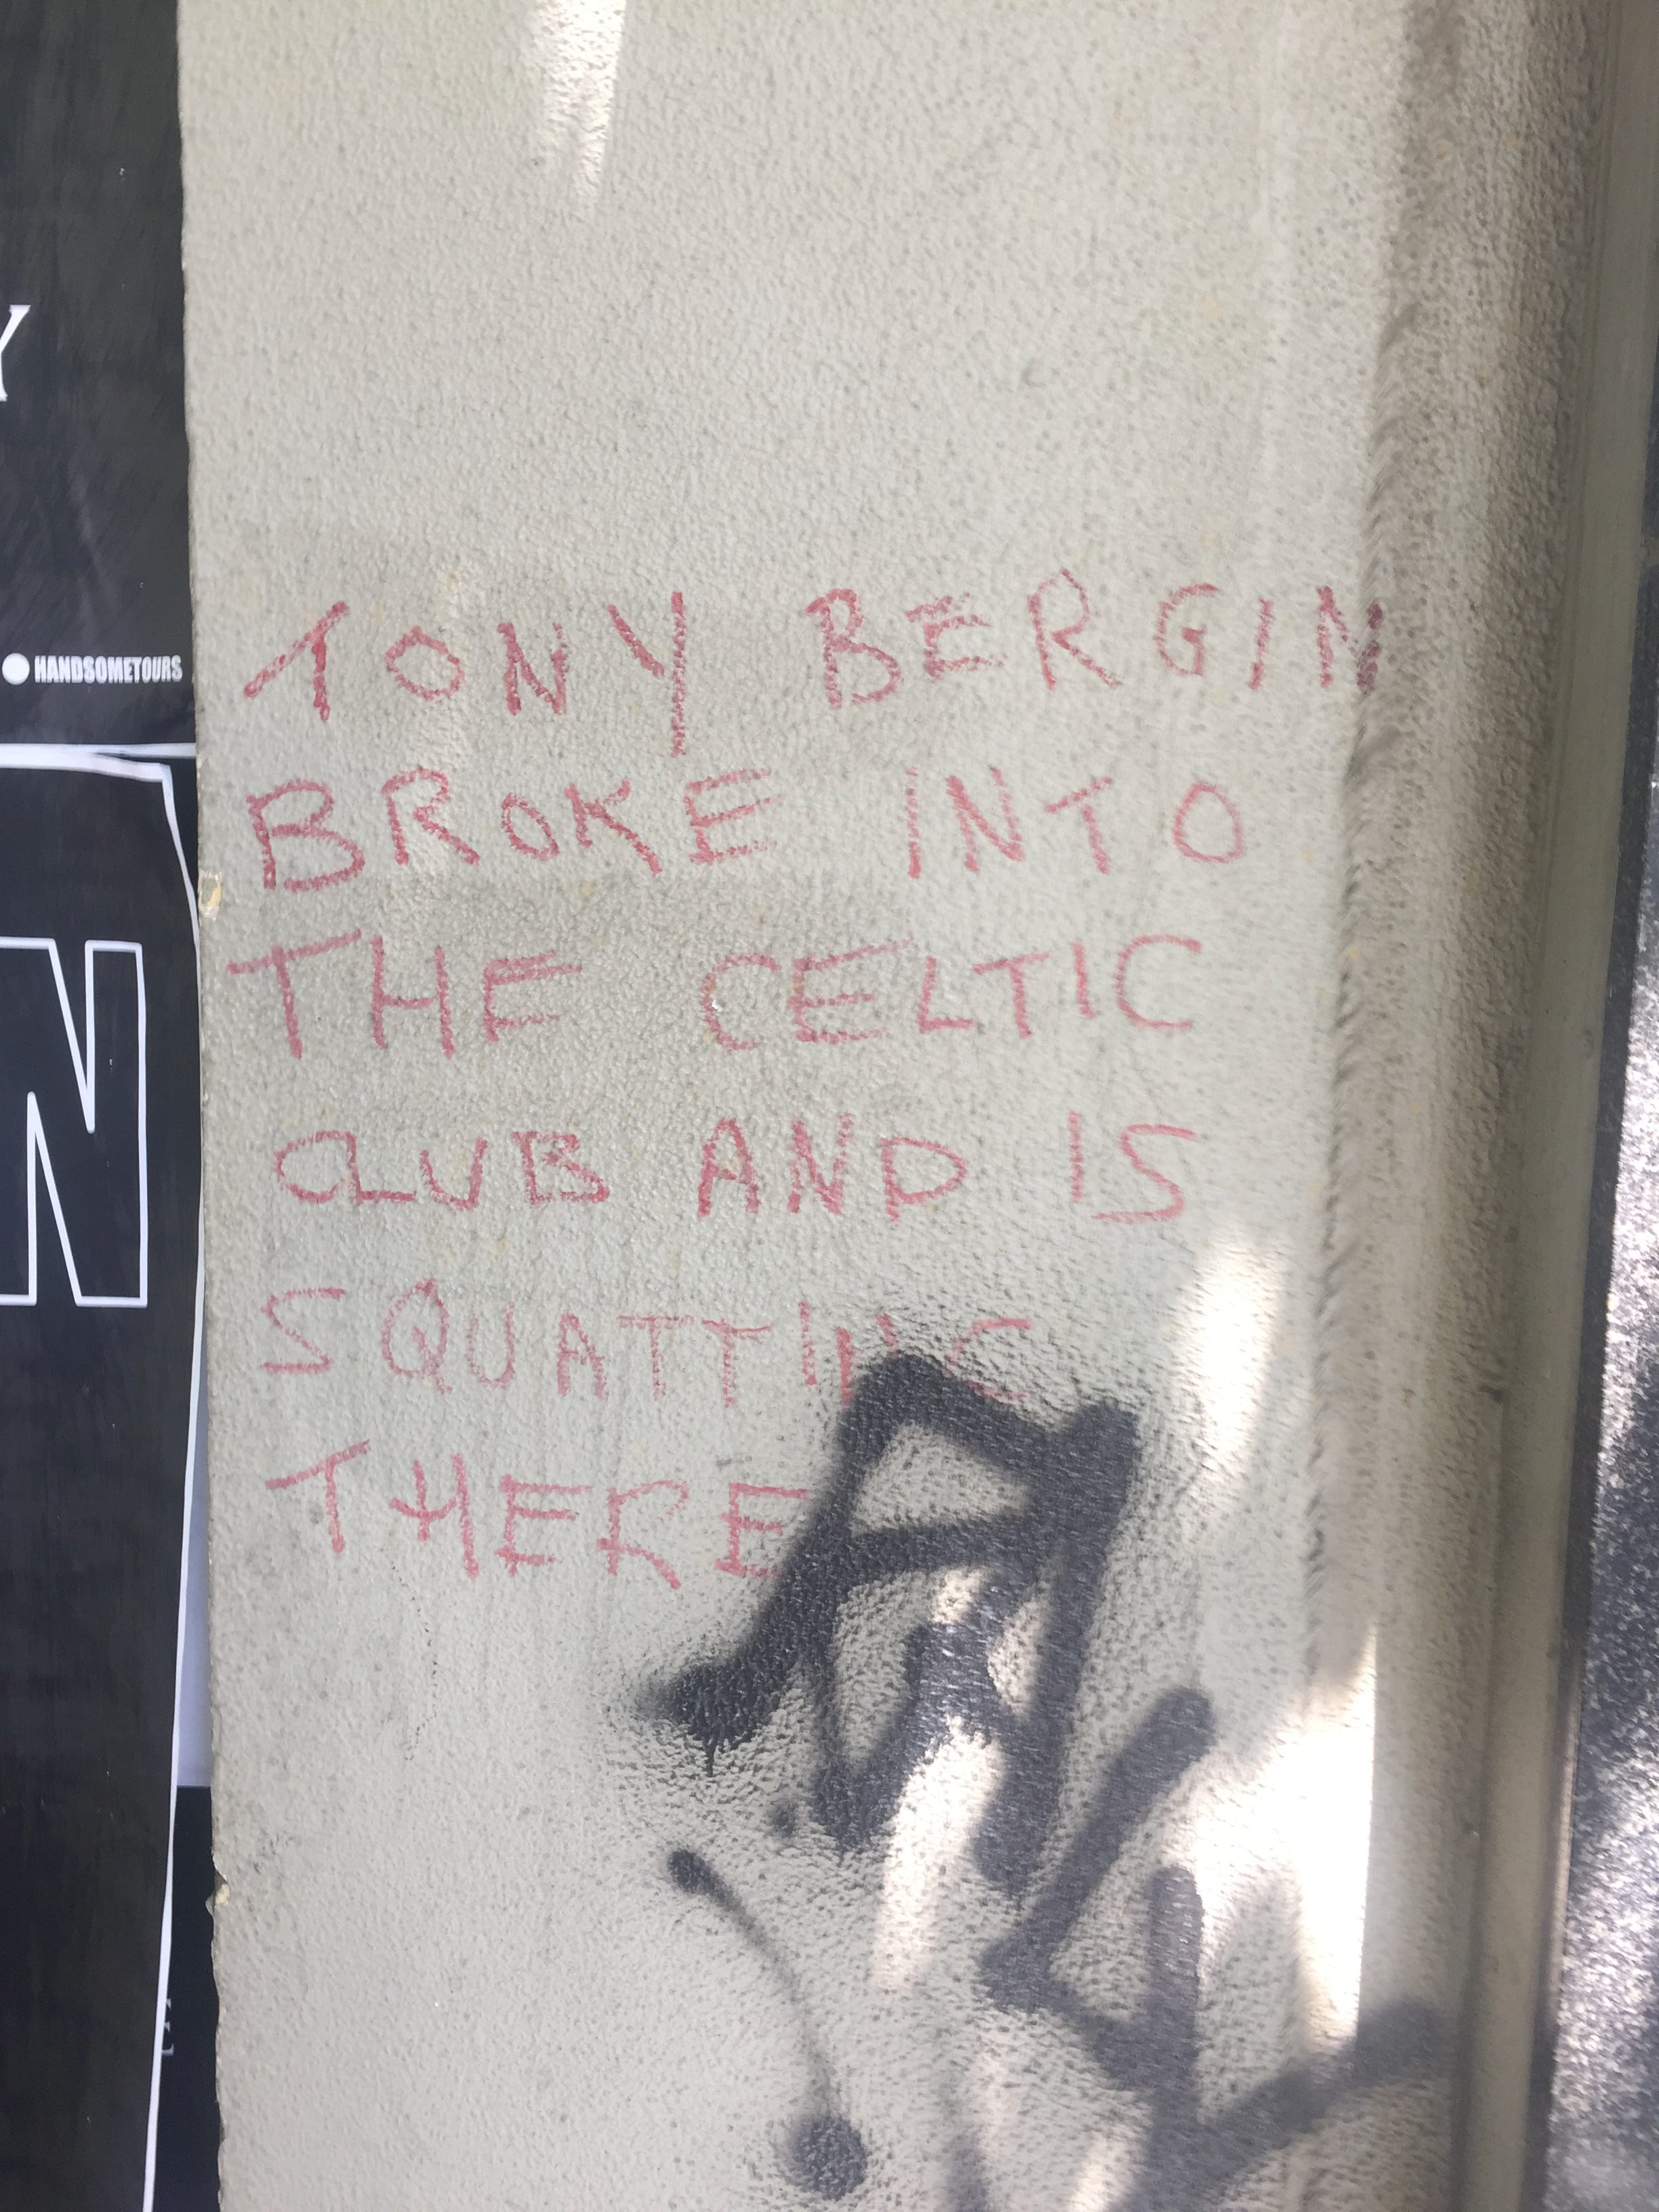 Y
HANDSOMETOURS
N
TONY BERGIN
BROKE INTO
THE CELTIC
CLUB AND IS
SQUATTING
THERE